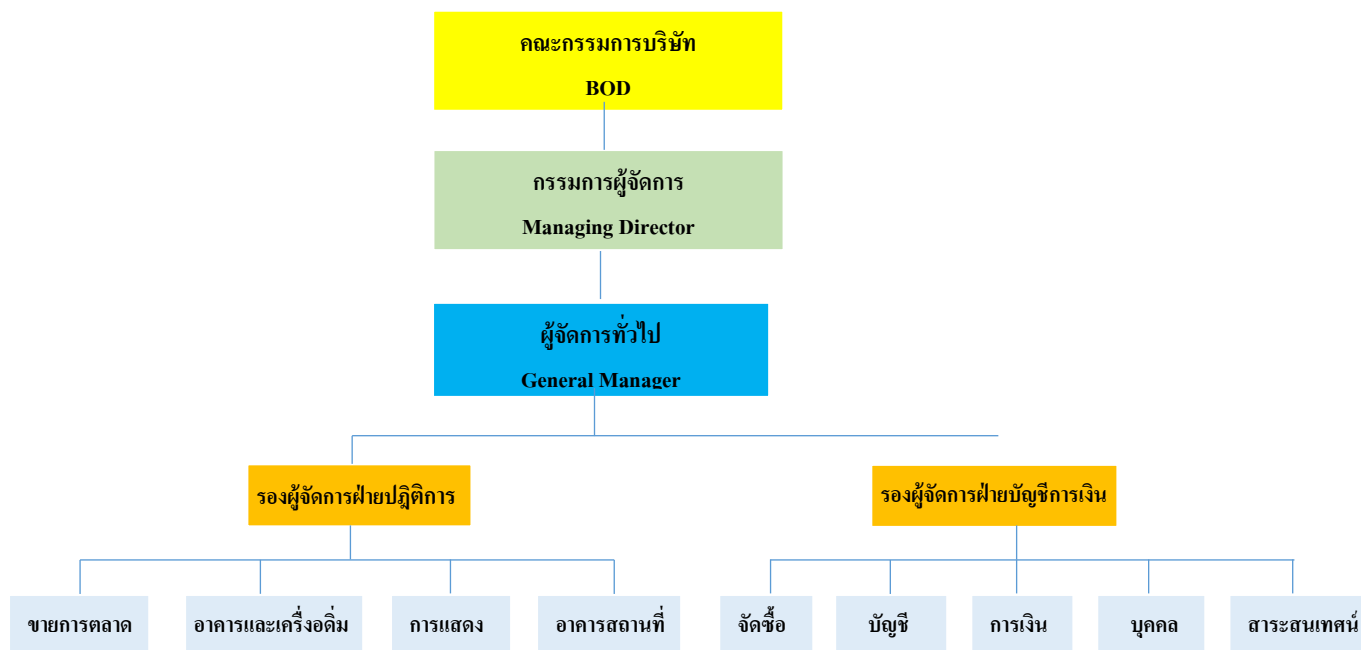 คณะกรรมการบริษัท
BOD
กรรมการผู้จัดการ
Managing Director
ผู้จัดการทั่วไป
General Manager
รองผู้จัดการฝ่ายปฎิติการ
รองผู้จัดการฝ่ายบัญชีการเงิน
ขายการตลาด
อาคารและเครื่งอดิ่ม
การแสดง
อาคารสถานที่
จัดซื้อ
บัญชี
การเงิน
บุคคล
สาระสนเทศน์